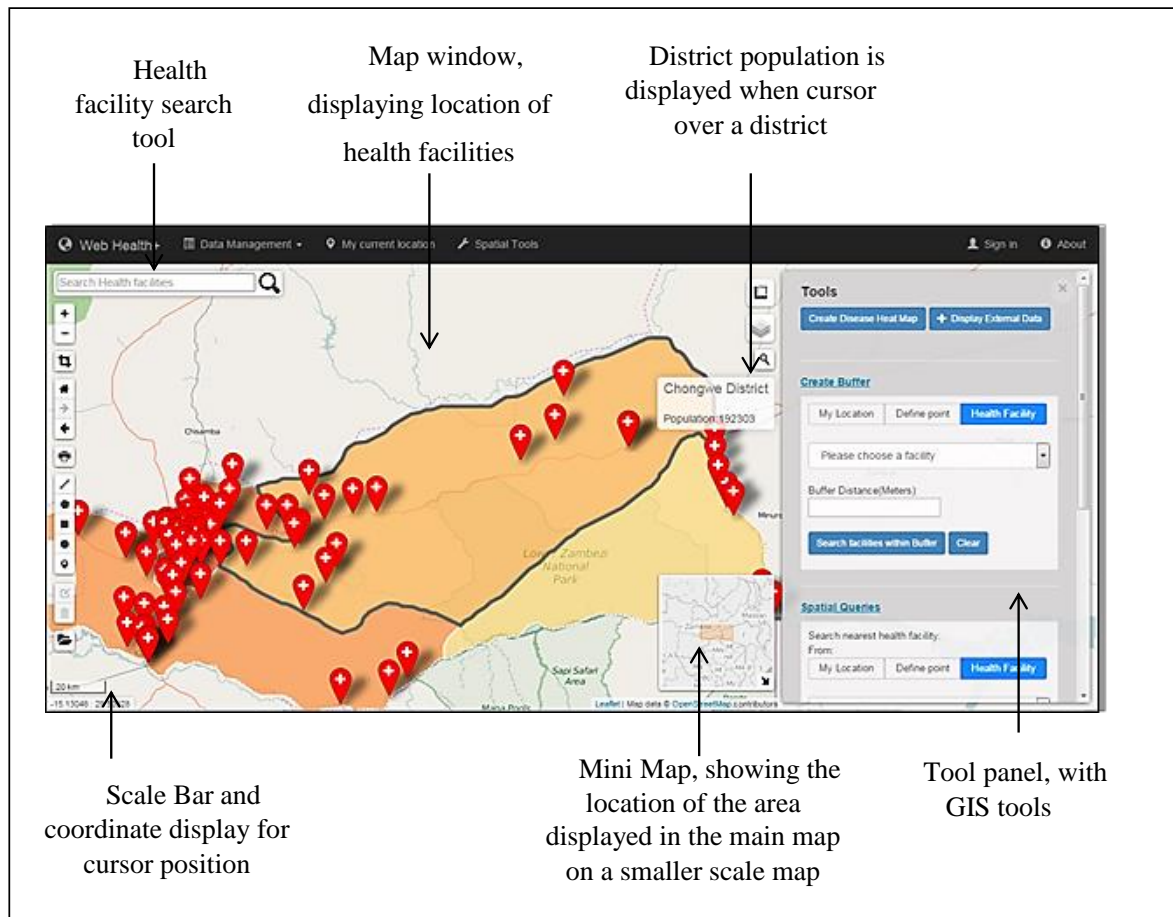 Health
facility search
tool
Map window,
displaying location of
health facilities
District population is
displayed when cursor
over a district
Web Health+
Data Management
My current location
Spatial Tools
Sign in
About
Search Health facilities
Chongwe District
Population:192303
Chisamba
Lower Zambezi
National
Park
Sapi Safari
Area
Mana Pools
20 km
Leaflet | Map data © OpenStreetMap contributors
Tools
Create Disease Heat Map
Display External Data
Create Buffer
My Location
Define point
Health Facility
Please choose a facility
Buffer Distance(Meters)
Search facilities within Buffer
Clear
Spatial Queries
Search nearest health facility.
From:
My Location
Define point
Health Facility
Scale Bar and
coordinate display for
cursor position
Mini Map, showing the
location of the area
displayed in the main map
on a smaller scale map
Tool panel, with
GIS tools